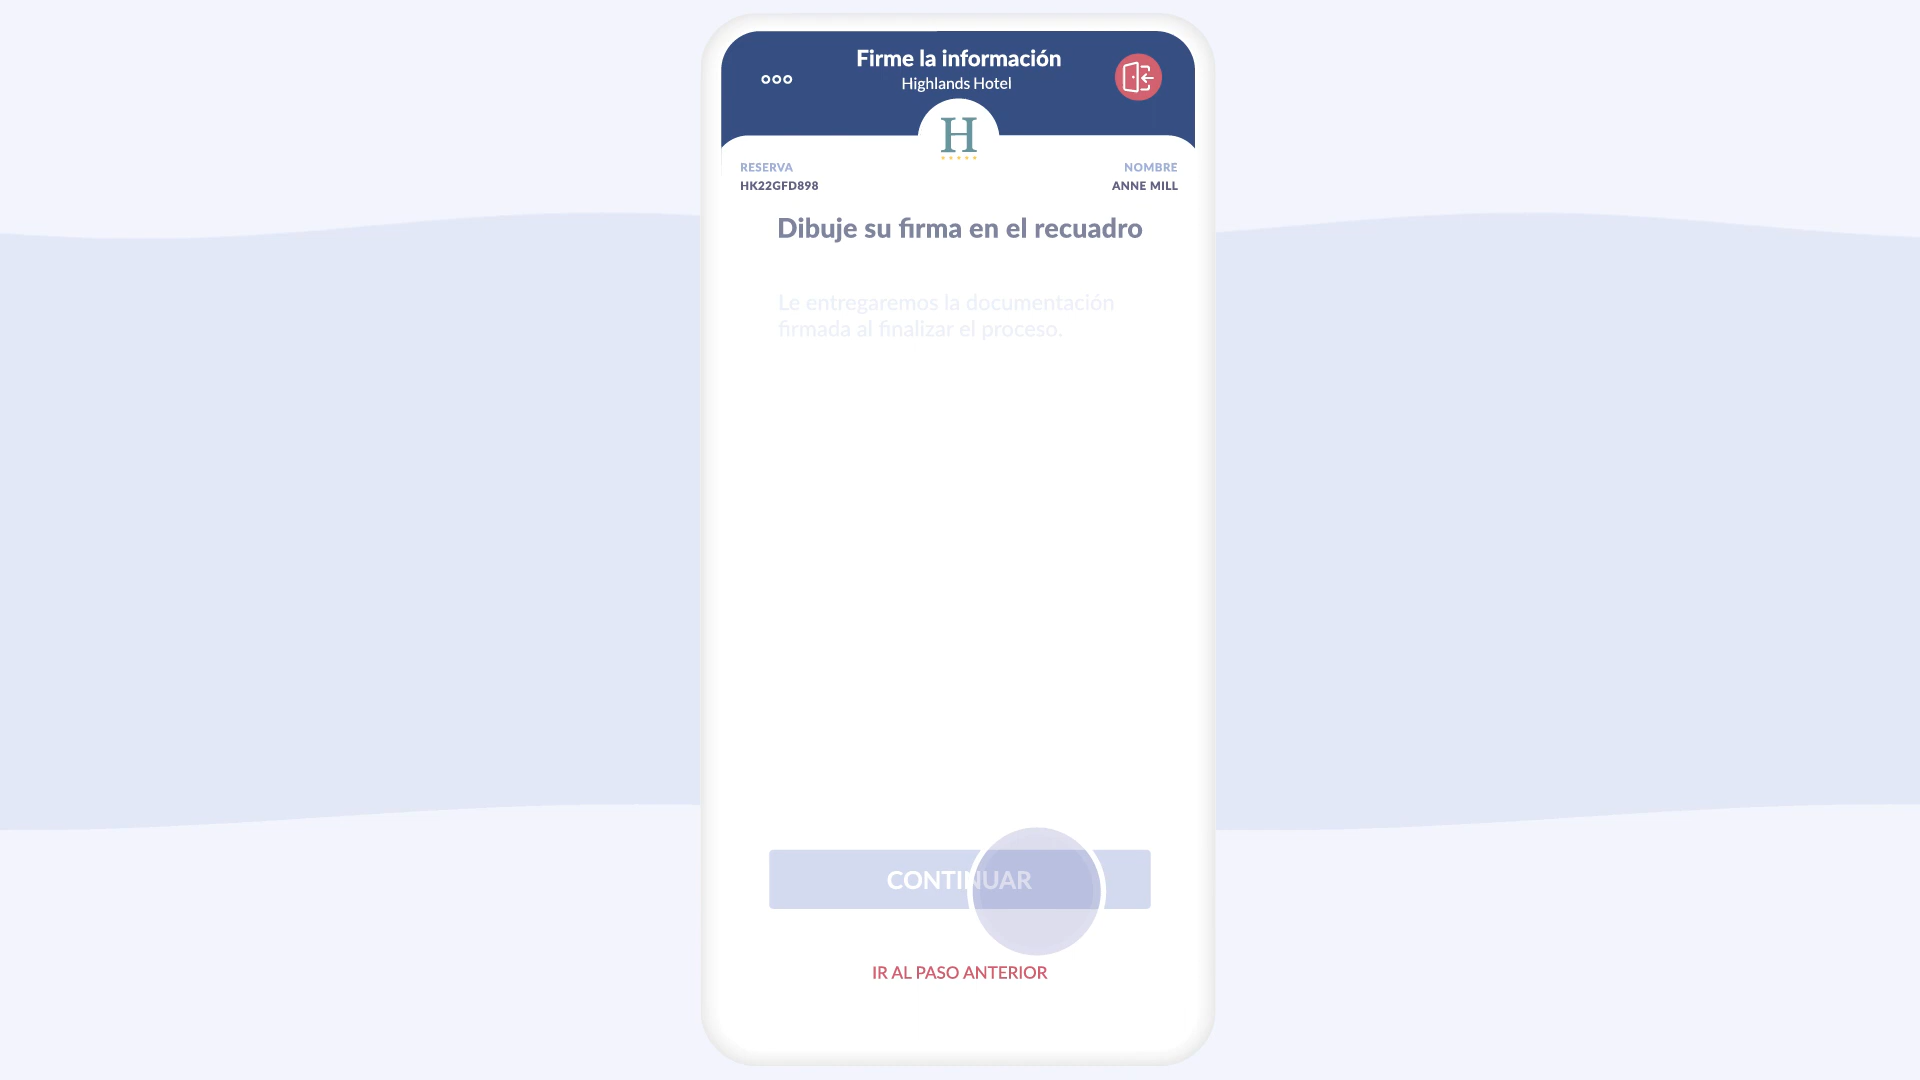 Firme la información
Highlands Hotel
H
RESERVA
NOMBRE
HK22GFD898
ANNE MILL
Dibuje su firma en el recuadro
Le entregaremos la documentación
firmada al finalizar el proceso.
CONTINUAR
IR AL PASO ANTERIOR